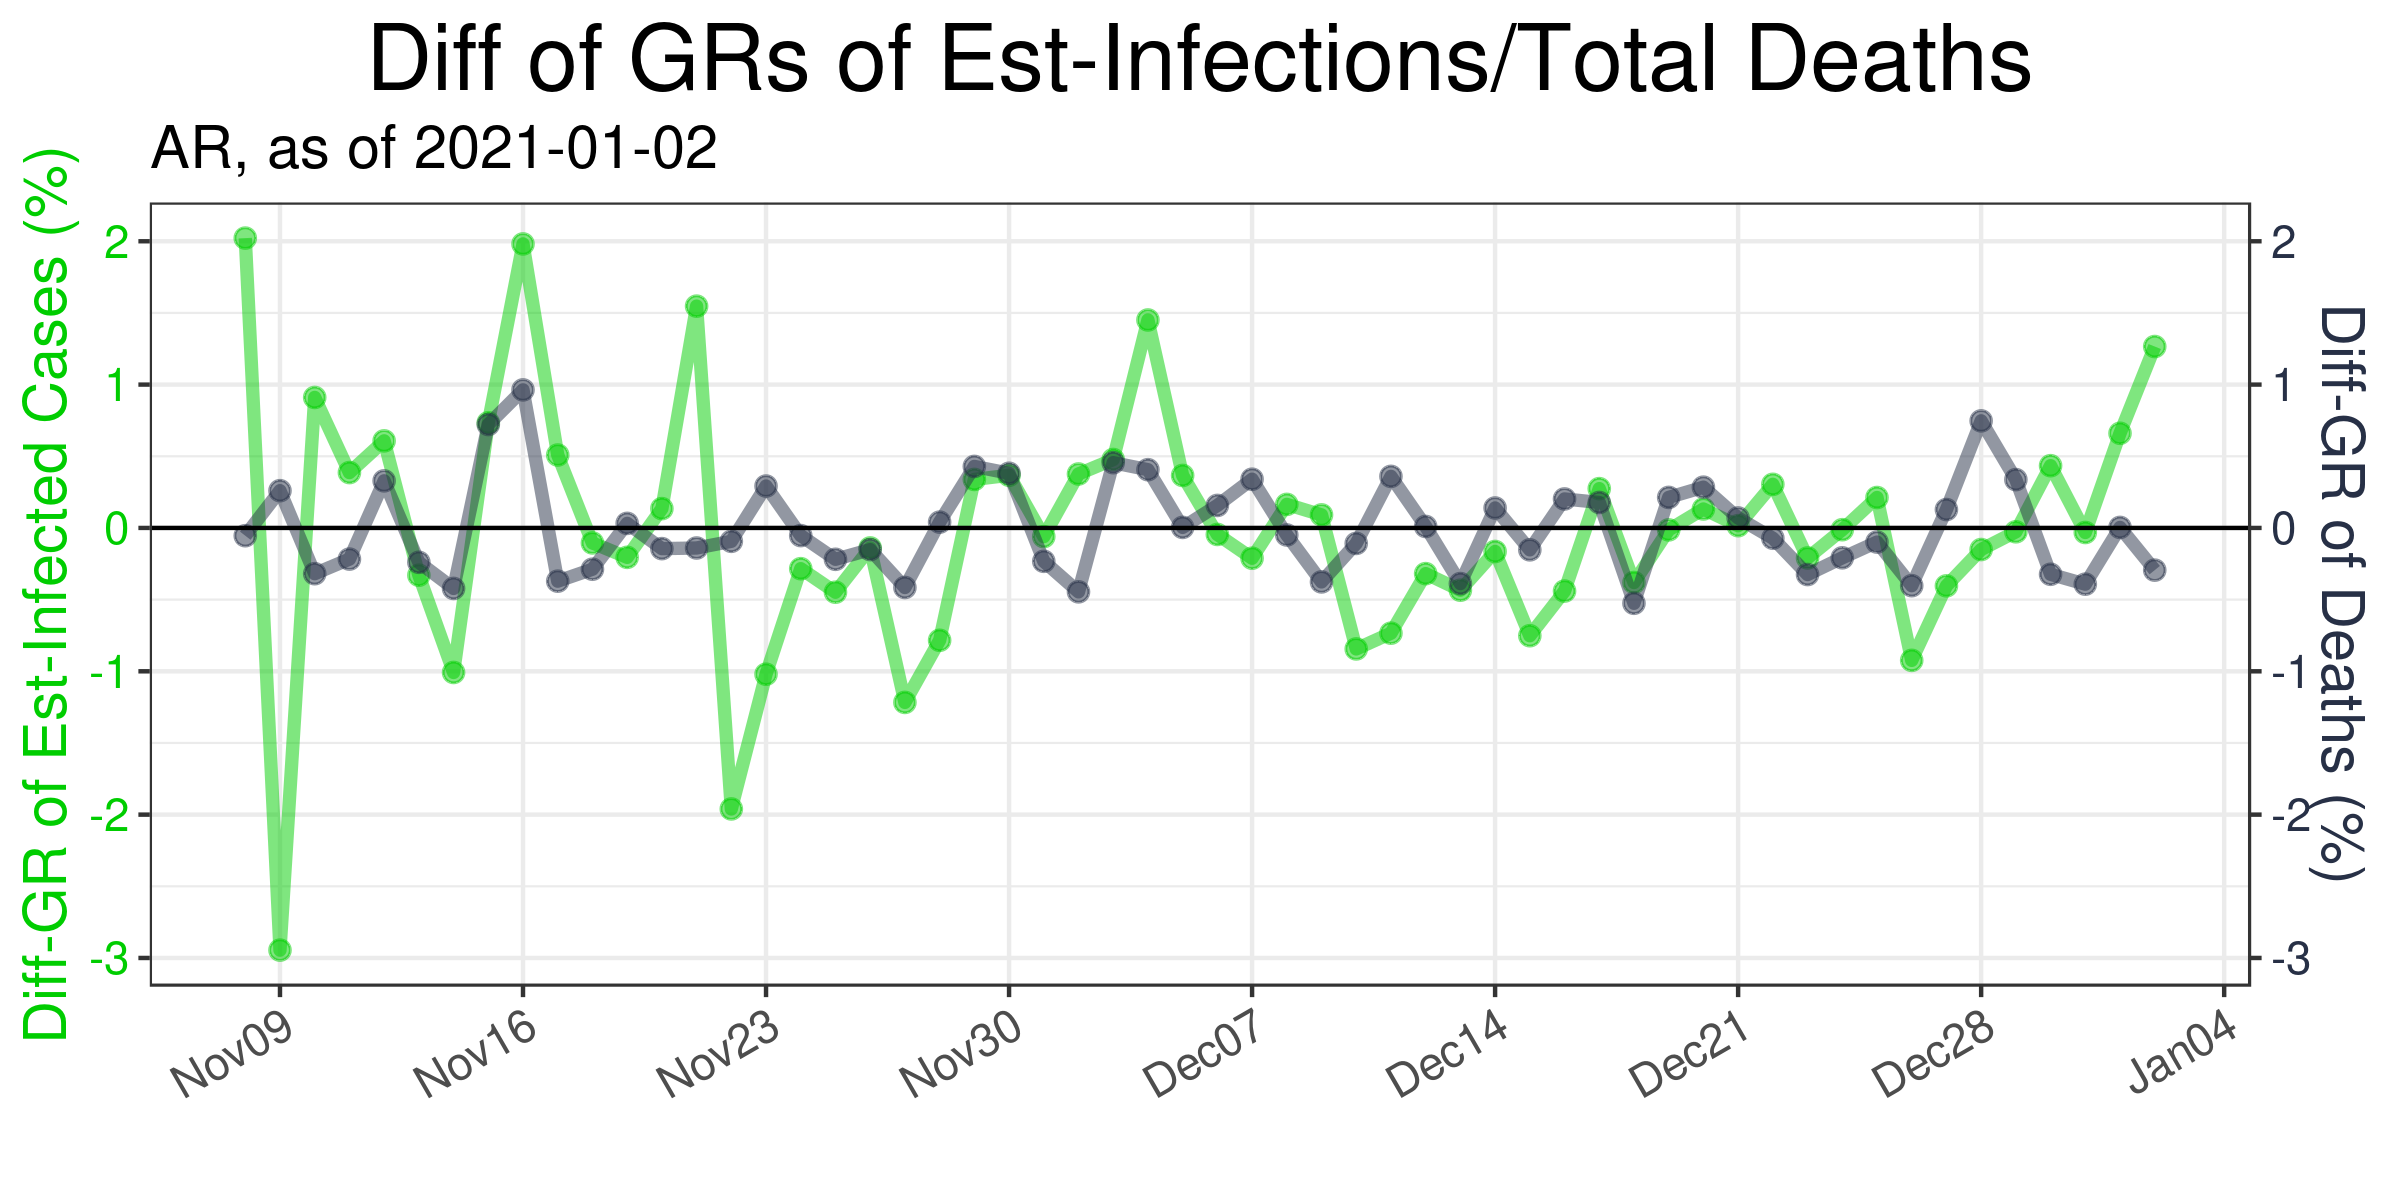 Diff of GRs of Est-Infections/Total Deaths
AR, as of 2021-01-02
Diff-GR of Est-Infected Cases (%)
2
1
0
-1
-2
-3
2
1
0
-1
-2
-3
Diff-GR of Deaths (%)
Nov09
Nov16
Nov23
Nov30
Dec07
Dec14
Dec21
Dec28
Jan04